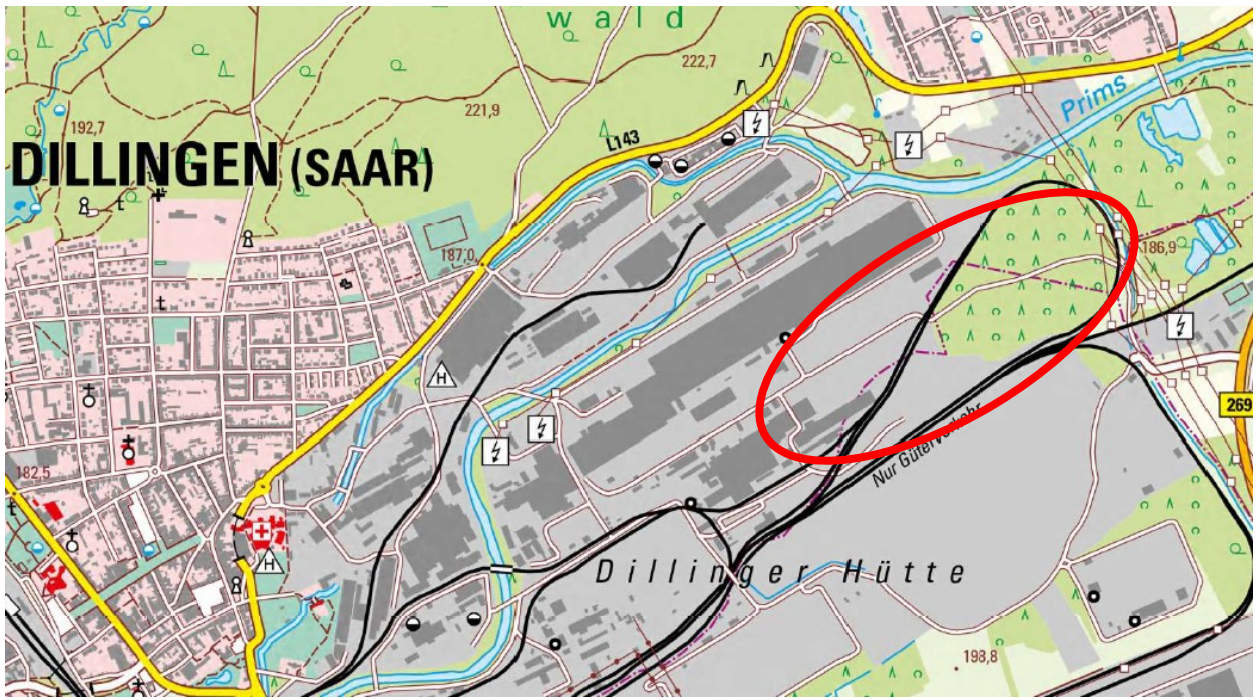 wald
222,7
221,9
192,7
L143
Prims
DILLINGEN (SAAR)
187,0
186,9
H
269
182,5
Nur Güterverkehr
H
Dillinger Hütte
198,8